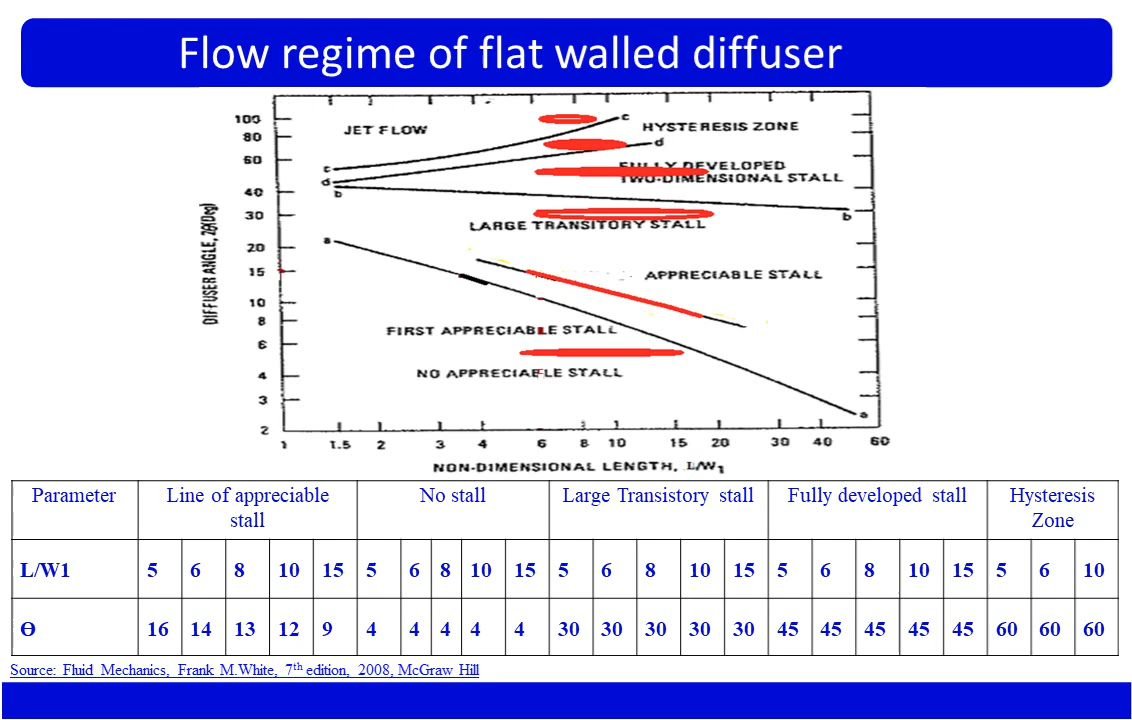 Flow regime of flat walled diffuser
100
80
60
40
30
20
15
10
8
6
4
3
2
DIFFUSER ANGLE, 2θ(Deg)
JET FLOW
c
HYSTERESIS ZONE
d
c
d
b
FULLY DEVELOPED
TWO-DIMENSIONAL STALL
b
LARGE TRANSITORY STALL
a
APPRECIABLE STALL
FIRST APPRECIABLE STALL
NO APPRECIABLE STALL
a
1 1.5 2 3 4 6 8 10 15 20 30 40 60
NON-DIMENSIONAL LENGTH, L/W1
Parameter Line of appreciable stall No stall Large Transistory stall Fully developed stall Hysteresis Zone
L/W1 5 6 8 10 15 5 6 8 10 15 5 6 8 10 15 5 6 8 10 15 5 6 10
ϴ 16 14 13 12 9 4 4 4 4 4 30 30 30 30 30 45 45 45 45 45 60 60 60
Source: Fluid Mechanics, Frank M.White, 7th edition, 2008, McGraw Hill